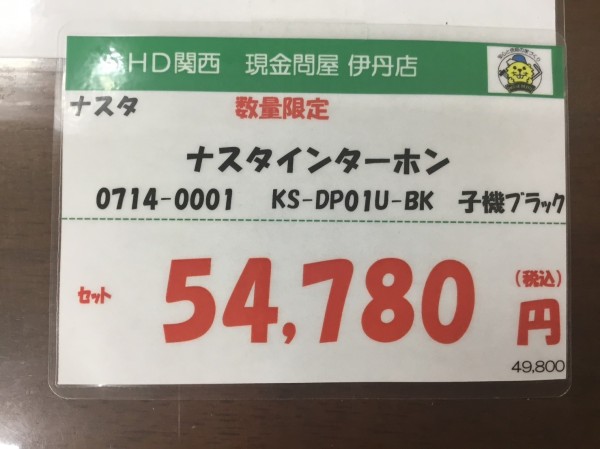 HD関西 現金問屋 伊丹店
ナスタ 数量限定
ナスタインターホン
0714-0001 KS-DP01U-BK 子機ブラック
セット 54,780 (税込) 円
49,800